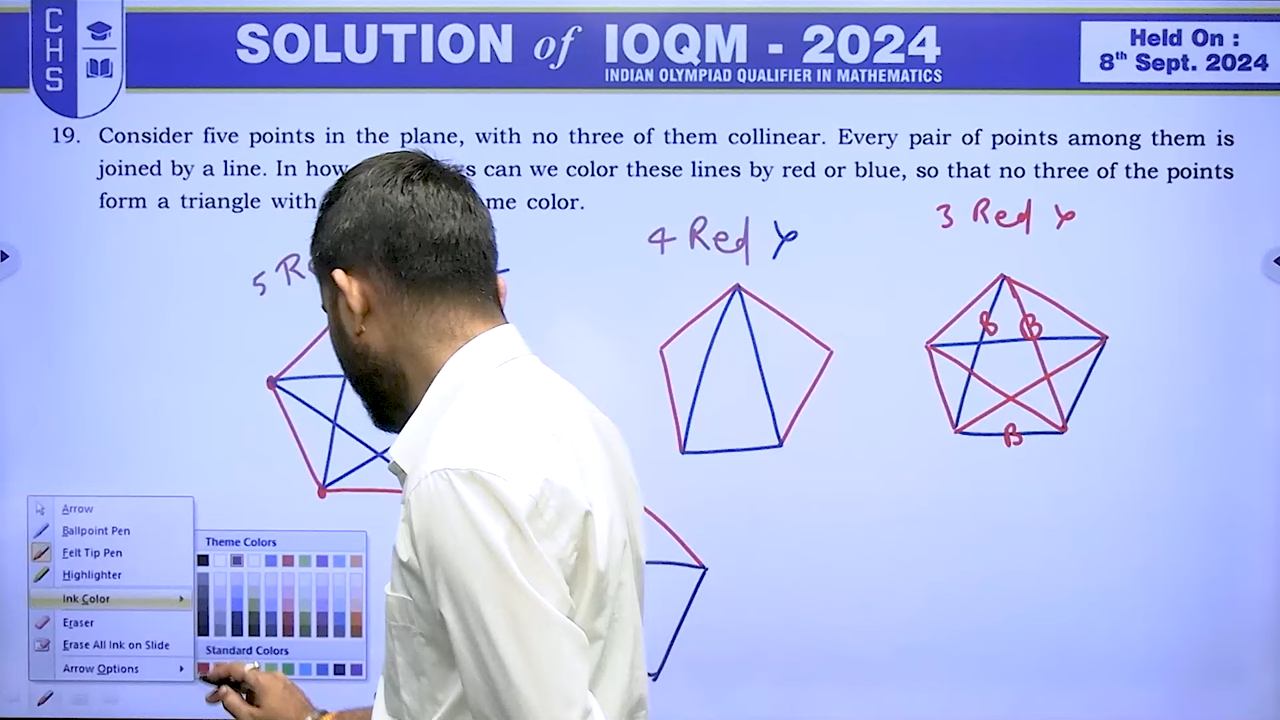 CHS
SOLUTION of IOQM - 2024
INDIAN OLYMPIAD QUALIFIER IN MATHEMATICS
Held On :
8th Sept. 2024
19. Consider five points in the plane, with no three of them collinear. Every pair of points among them is
joined by a line. In how can we color these lines by red or blue, so that no three of the points
form a triangle with me color.
5 Re
4 Red
3 Red
B B
B
Arrow
Ballpoint Pen
Felt Tip Pen
Highlighter
Ink Color
Eraser
Erase All Ink on Slide
Arrow Options
Theme Colors
Standard Colors